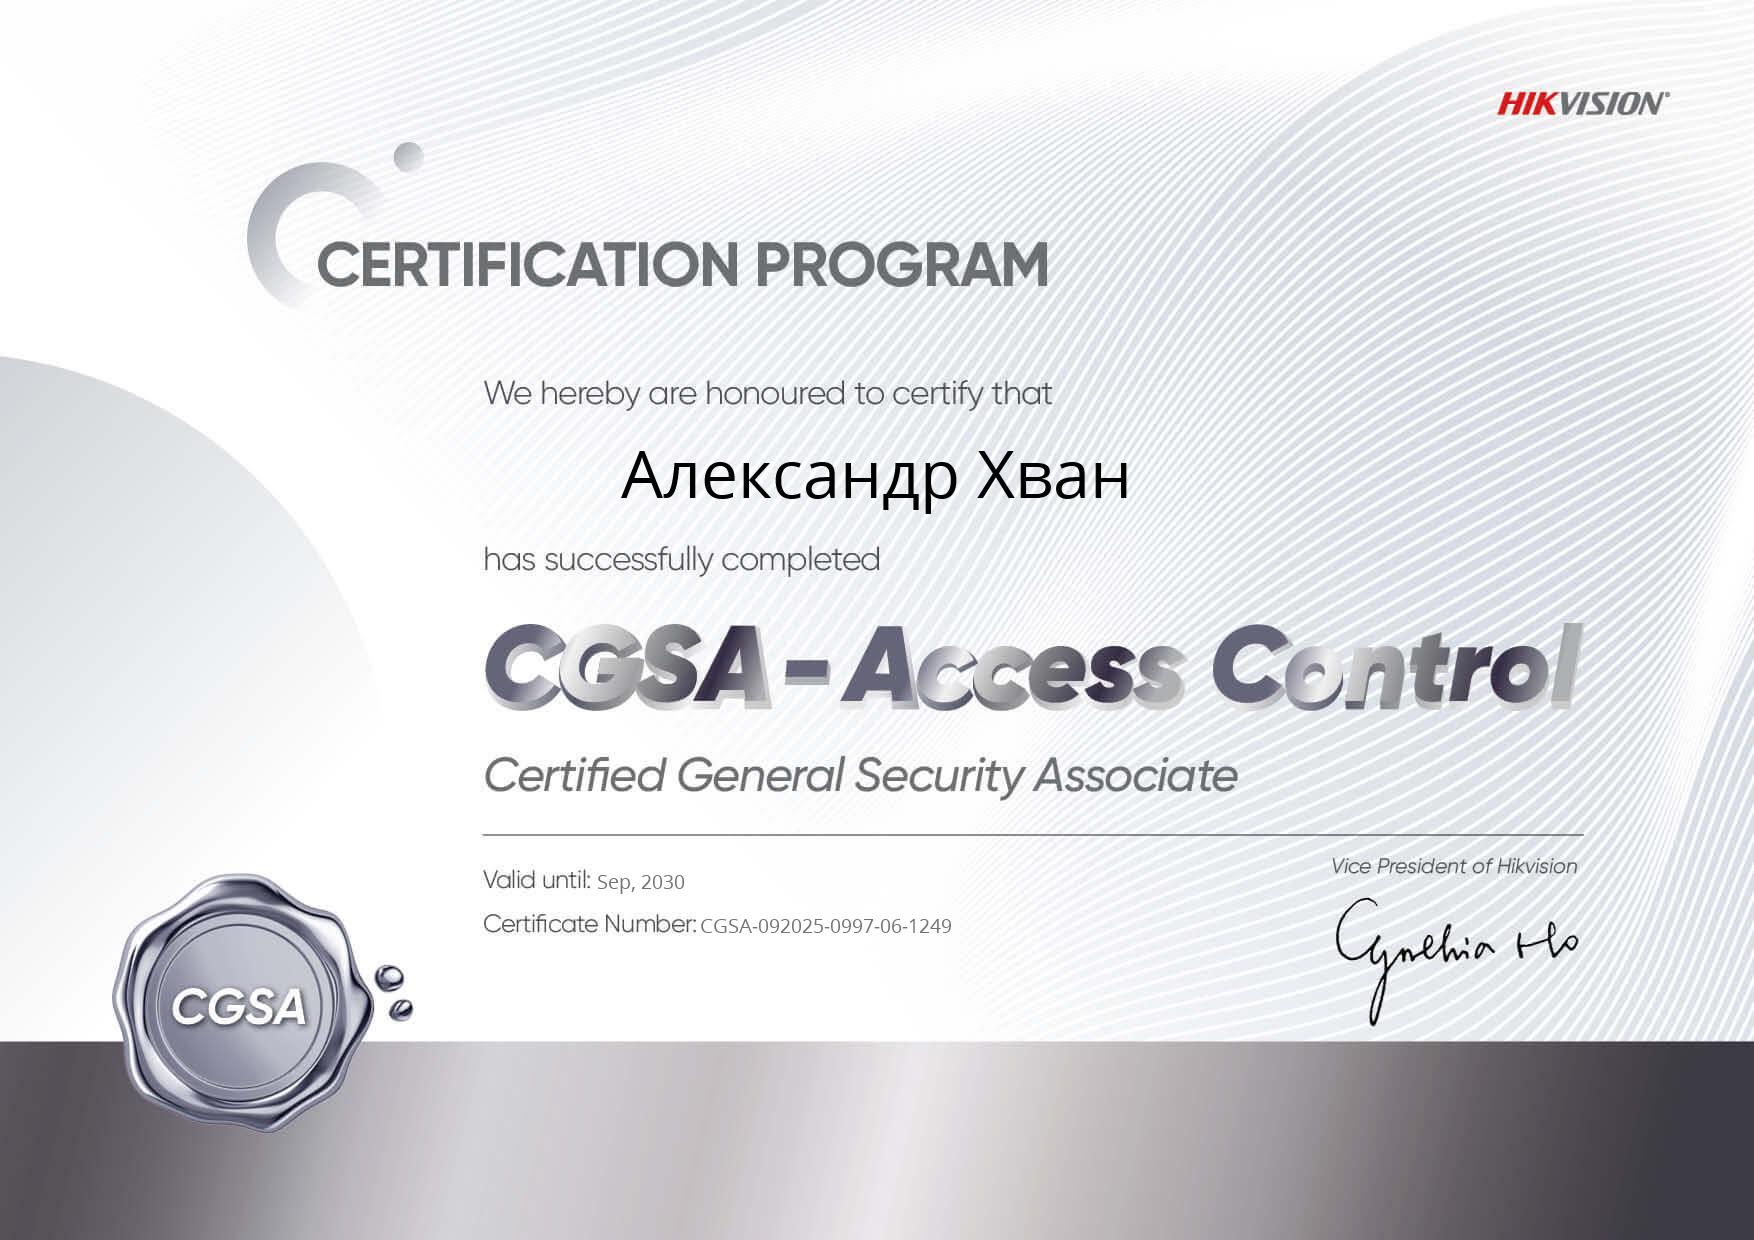 HIKVISION®
CERTIFICATION PROGRAM
We hereby are honoured to certify that
Александр Хван
has successfully completed
CGSA - Access Control
Certified General Security Associate
Vice President of Hikvision
Valid until: Sep, 2030
Certificate Number: CGSA-092025-0997-06-1249
Cynthia Ho
CGSA